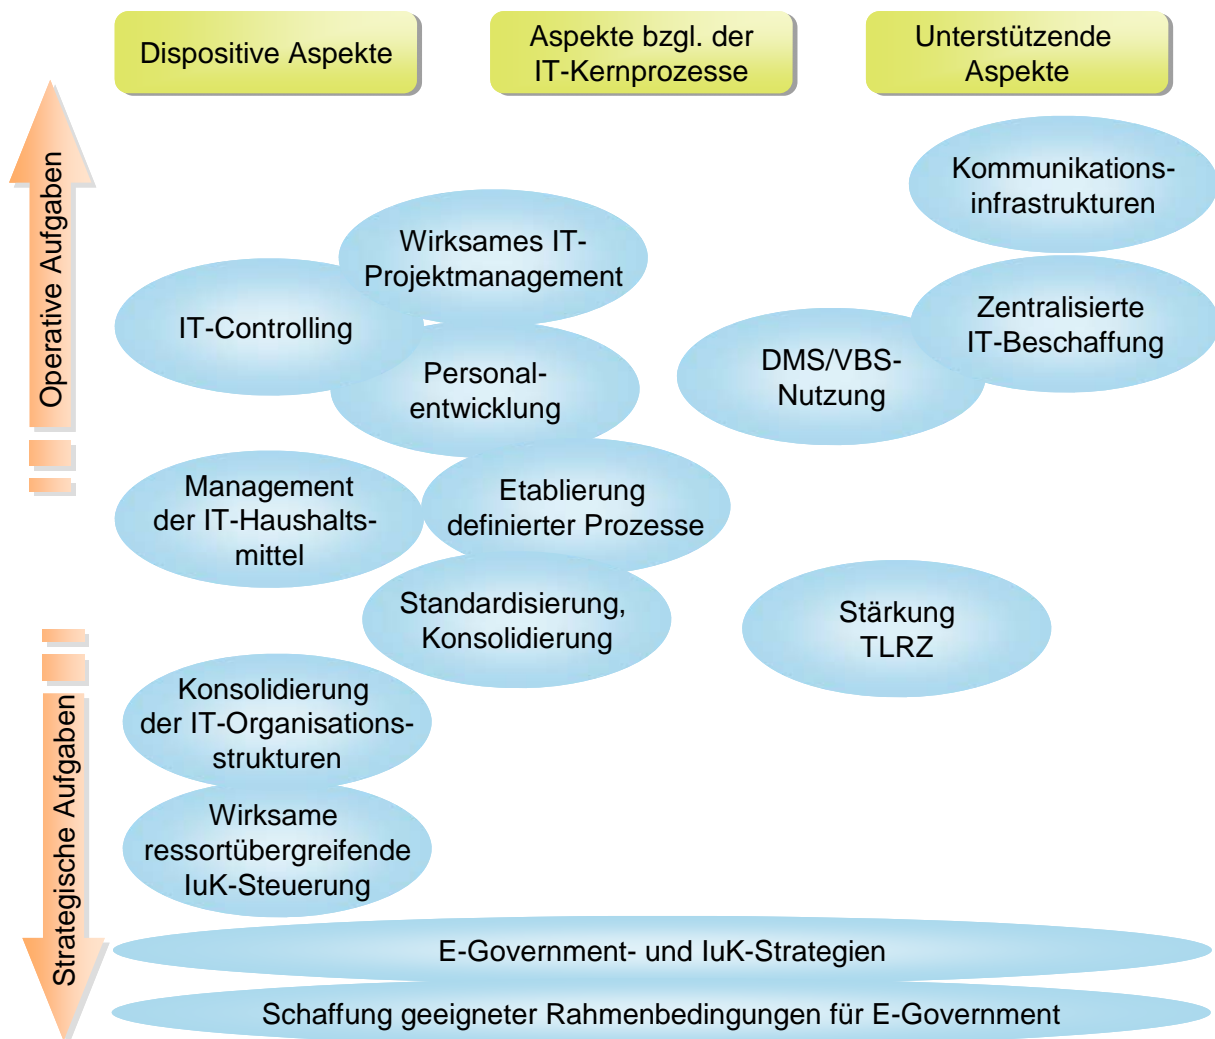 Dispositive Aspekte
Aspekte bzgl. der
IT-Kernprozesse
Unterstützende
Aspekte
Operative Aufgaben
Kommunikations-
infrastrukturen
Wirksames IT-
Projektmanagement
IT-Controlling
Zentralisierte
IT-Beschaffung
DMS/VBS-
Nutzung
Personal-
entwicklung
Management
der IT-Haushalts-
mittel
Etablierung
definierter Prozesse
Standardisierung,
Konsolidierung
Stärkung
TLRZ
Strategische Aufgaben
Konsolidierung
der IT-Organisations-
strukturen
Wirksame
ressortübergreifende
IuK-Steuerung
E-Government- und IuK-Strategien
Schaffung geeigneter Rahmenbedingungen für E-Government